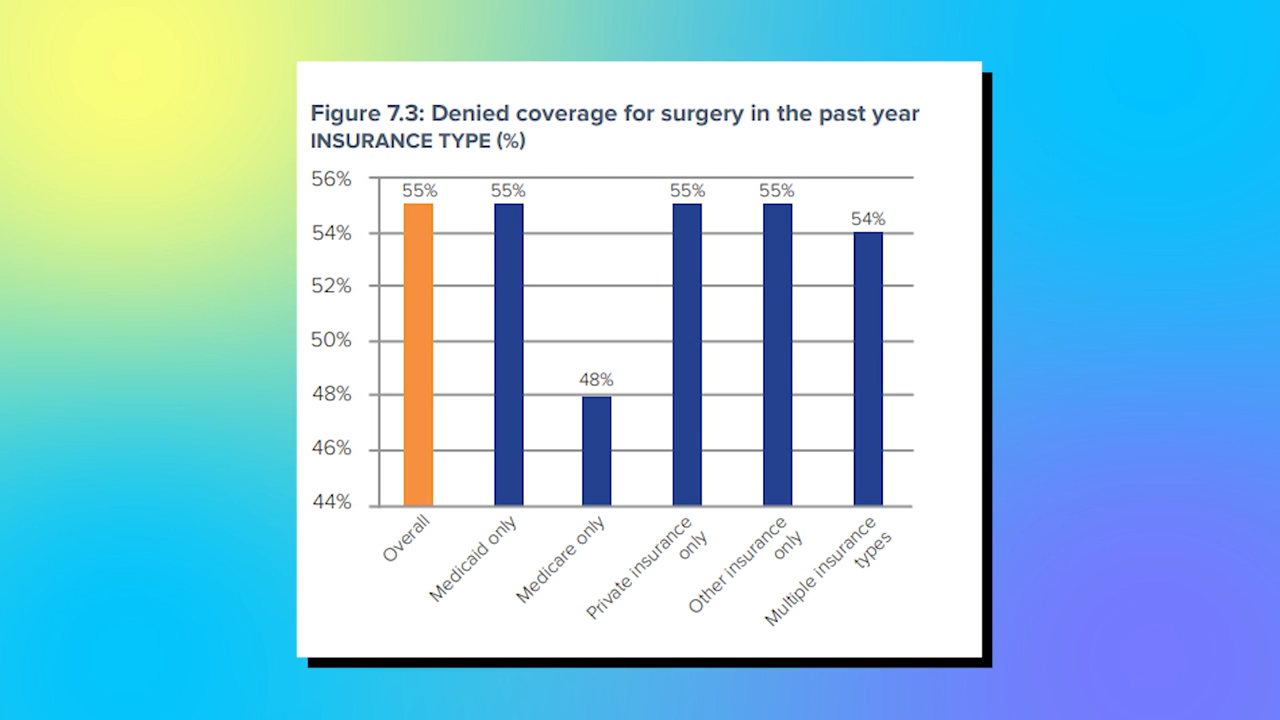 Figure 7.3: Denied coverage for surgery in the past year
INSURANCE TYPE (%)
56%
54%
52%
50%
48%
46%
44%
55%
55%
48%
55%
55%
54%
Overall
Medicaid only
Medicare only
Private insurance
only
Other insurance
only
Multiple insurance
types